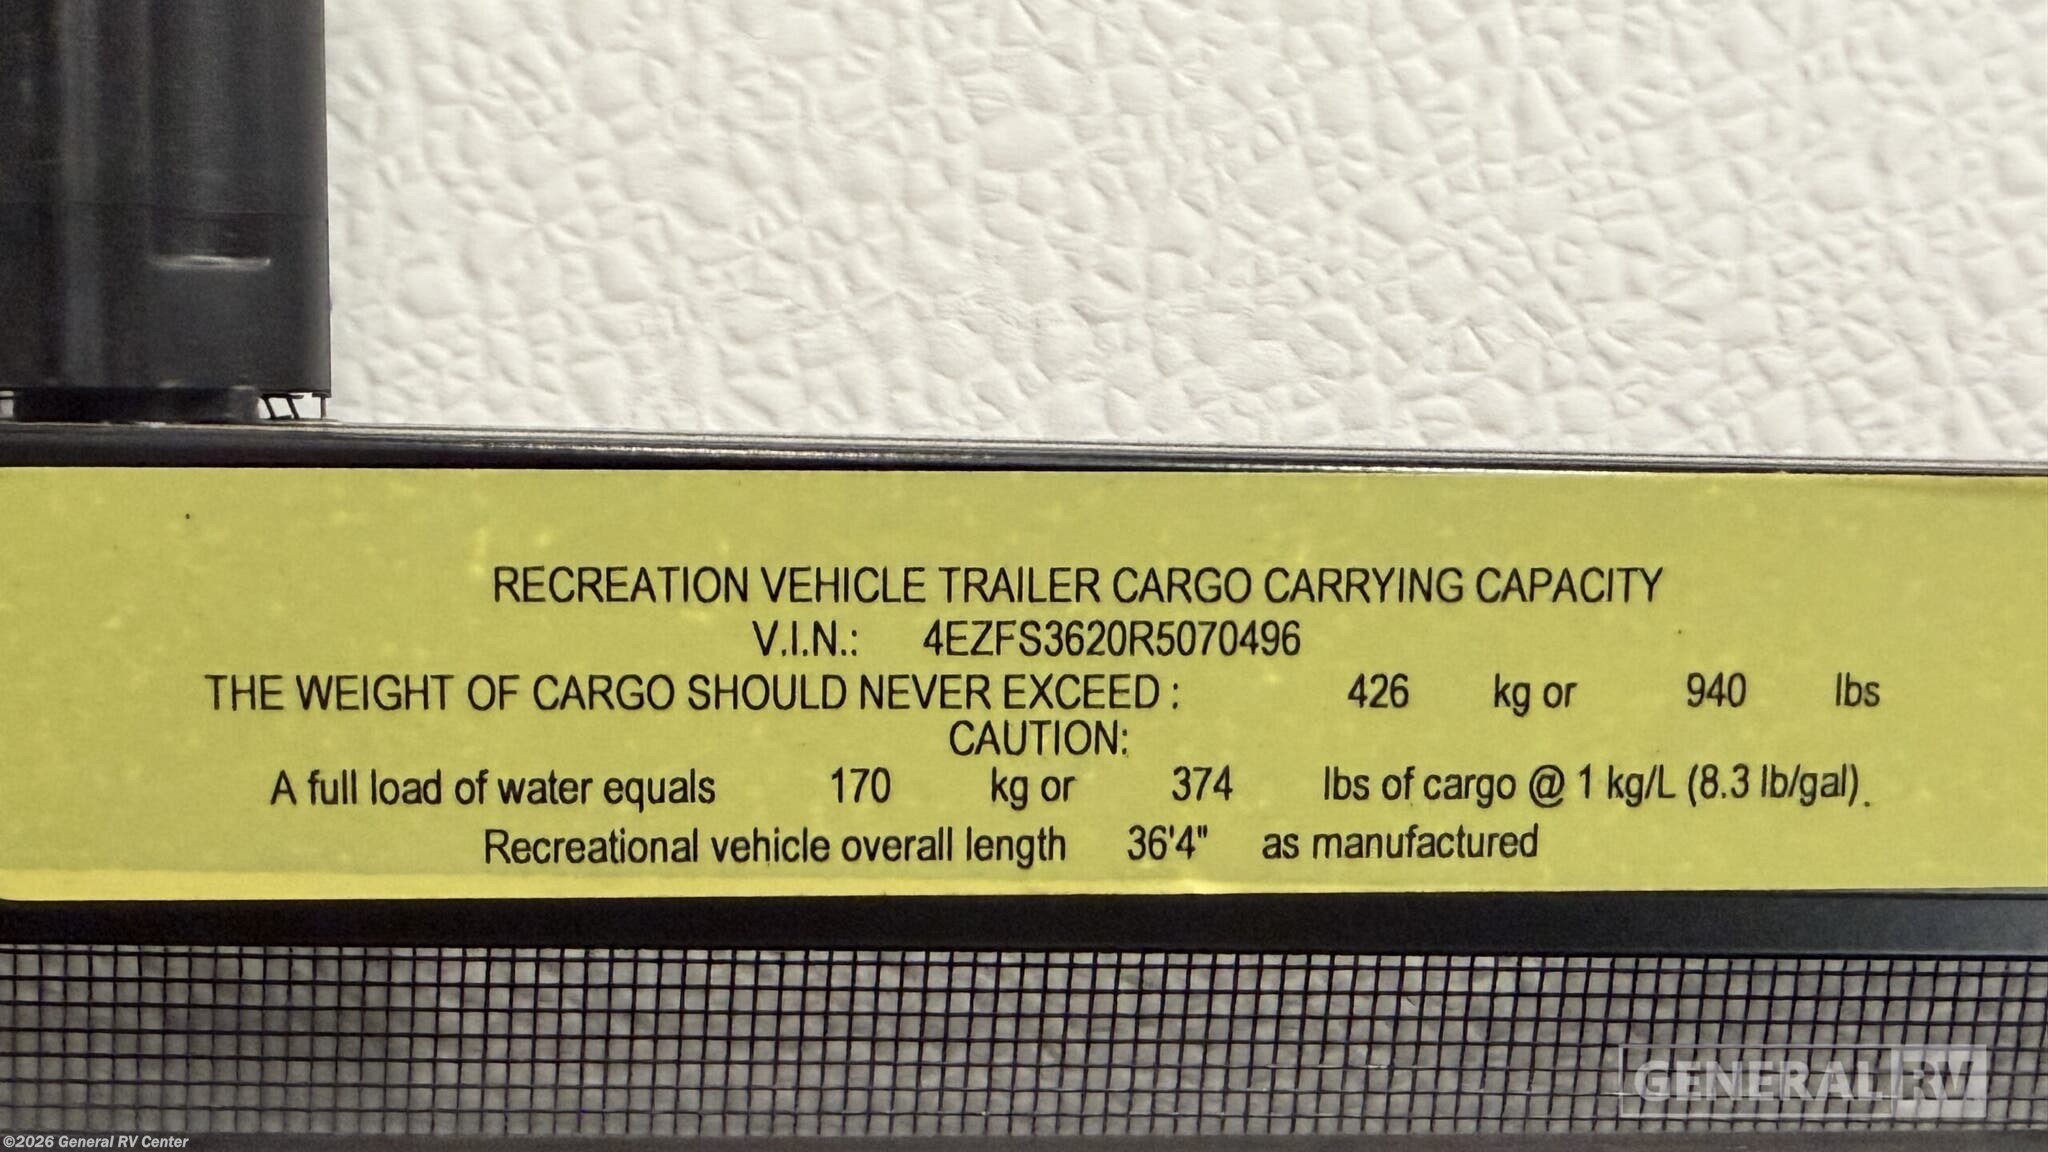 RECREATION VEHICLE TRAILER CARGO CARRYING CAPACITY
V.I.N.: 4EZFS3620R5070496
THE WEIGHT OF CARGO SHOULD NEVER EXCEED : 426 kg or 940 lbs
CAUTION:
A full load of water equals 170 kg or 374 lbs of cargo @ 1 kg/L (8.3 lb/gal).
Recreational vehicle overall length 36'4" as manufactured
GENERAL RV
©2026 General RV Center